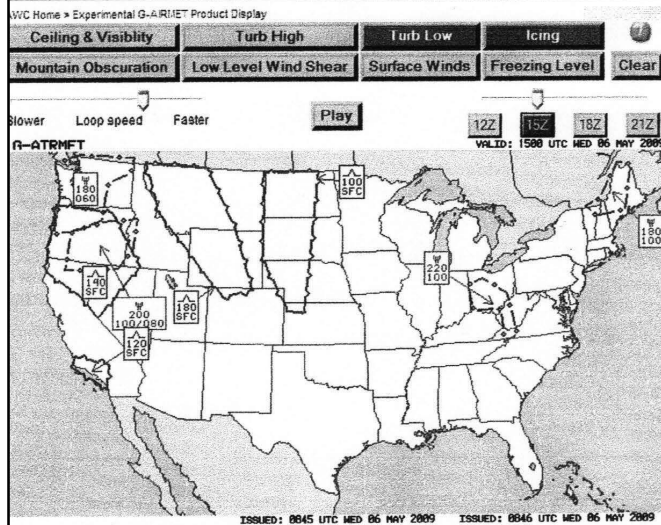 AWC Home » Experimental G-AIRMET Product Display
Ceiling & Visiblity Turb High Turb Low Icing
Mountain Obscuration Low Level Wind Shear Surface Winds Freezing Level Clear
Slower Loop speed Faster Play 12Z 15Z 18Z 21Z
G-AIRMET VALID: 1500 UTC WED 06 MAY 2009
180
060
100
SFC
180
100
220
100
140
SFC
180
SFC
200
100/080
120
SFC
ISSUED: 0845 UTC WED 06 MAY 2009 ISSUED: 0846 UTC WED 06 MAY 2009